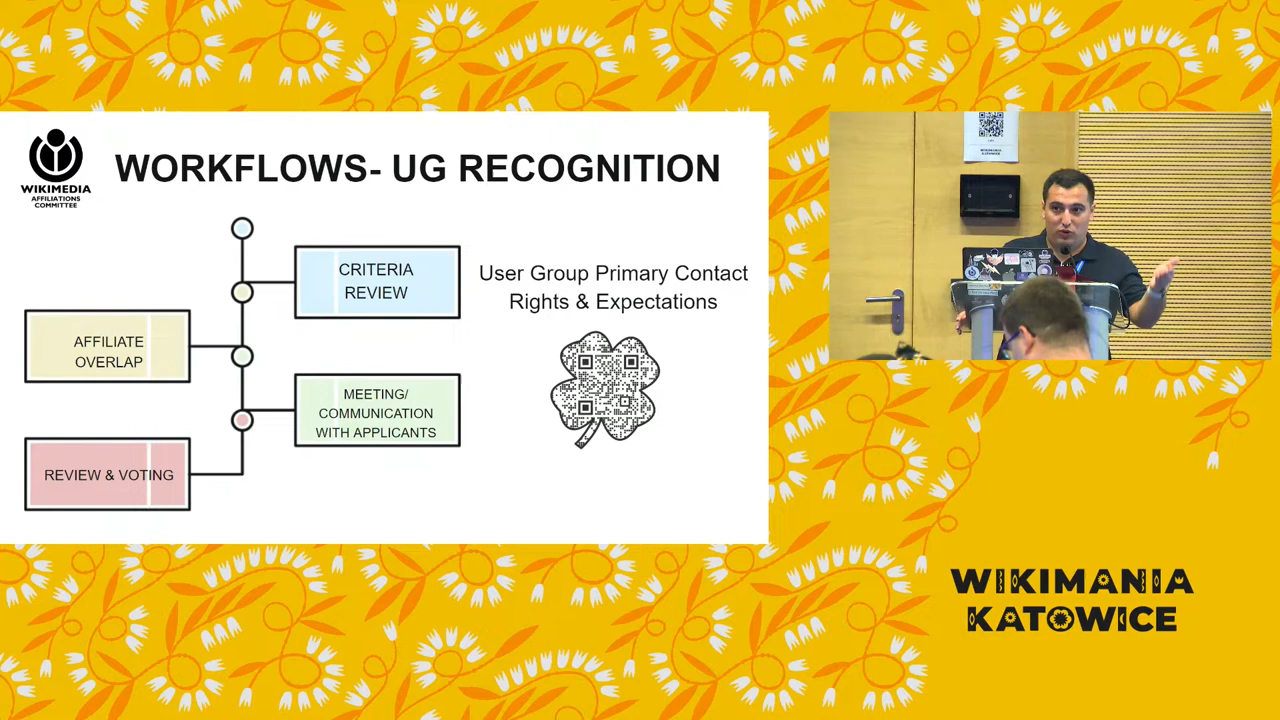 WIKIMEDIA
AFFILIATIONS
COMMITTEE
WORKFLOWS- UG RECOGNITION
CRITERIA
REVIEW
User Group Primary Contact
Rights & Expectations
AFFILIATE
OVERLAP
MEETING/
COMMUNICATION
WITH APPLICANTS
REVIEW & VOTING
WIKIMANIA
KATOWICE